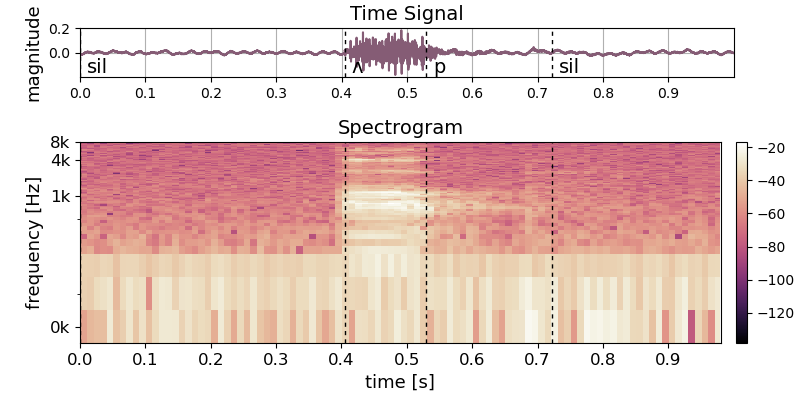 Time Signal
magnitude
0.2
0.0
sil ʌ p sil
0.0 0.1 0.2 0.3 0.4 0.5 0.6 0.7 0.8 0.9
Spectrogram
frequency [Hz]
8k
4k
1k
0k
0.0 0.1 0.2 0.3 0.4 0.5 0.6 0.7 0.8 0.9
time [s]
−20
−40
−60
−80
−100
−120